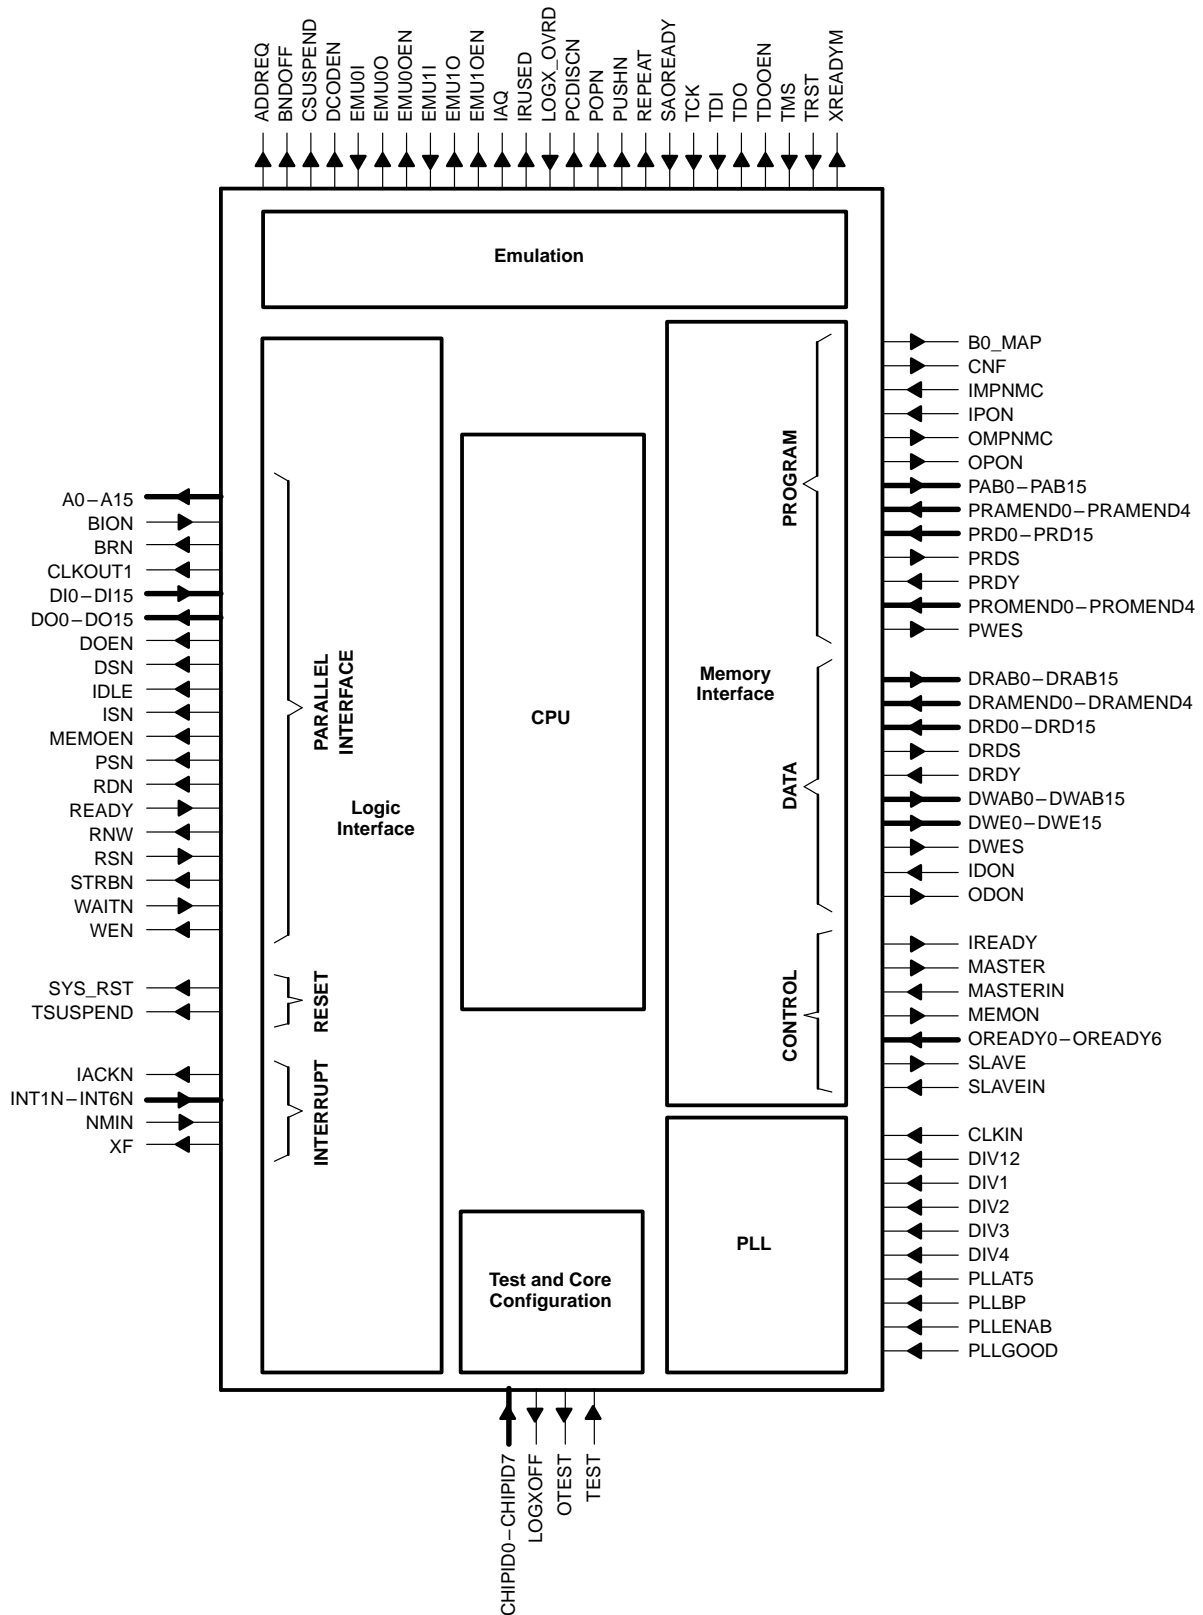 ADDREQ
BNDOFF
CSUSPEND
DCODEN
EMU0I
EMU0O
EMU0OEN
EMU1I
EMU1O
EMU1OEN
IAQ
IRUSED
LOGX_OVRD
PCDISCN
POPN
PUSHN
REPEAT
SAOREADY
TCK
TDI
TDO
TDOOEN
TMS
TRST
XREADYM
Emulation
A0–A15
BION
BRN
CLKOUT1
DI0–DI15
DO0–DO15
DOEN
DSN
IDLE
ISN
MEMOEN
PSN
RDN
READY
RNW
RSN
STRBN
WAITN
WEN
SYS_RST
TSUSPEND
IACKN
INT1N–INT6N
NMIN
XF
PARALLEL
INTERFACE
RESET
INTERRUPT
Logic
Interface
CPU
Test and Core
Configuration
Memory
Interface
PROGRAM
DATA
CONTROL
PLL
B0_MAP
CNF
IMPNMC
IPON
OMPNMC
OPON
PAB0–PAB15
PRAMEND0–PRAMEND4
PRD0–PRD15
PRDS
PRDY
PROMEND0–PROMEND4
PWES
DRAB0–DRAB15
DRAMEND0–DRAMEND4
DRD0–DRD15
DRDS
DRDY
DWAB0–DWAB15
DWE0–DWE15
DWES
IDON
ODON
IREADY
MASTER
MASTERIN
MEMON
OREADY0–OREADY6
SLAVE
SLAVEIN
CLKIN
DIV12
DIV1
DIV2
DIV3
DIV4
PLLAT5
PLLBP
PLLENAB
PLLGOOD
CHIPID0–CHIPID7
LOGXOFF
OTEST
TEST